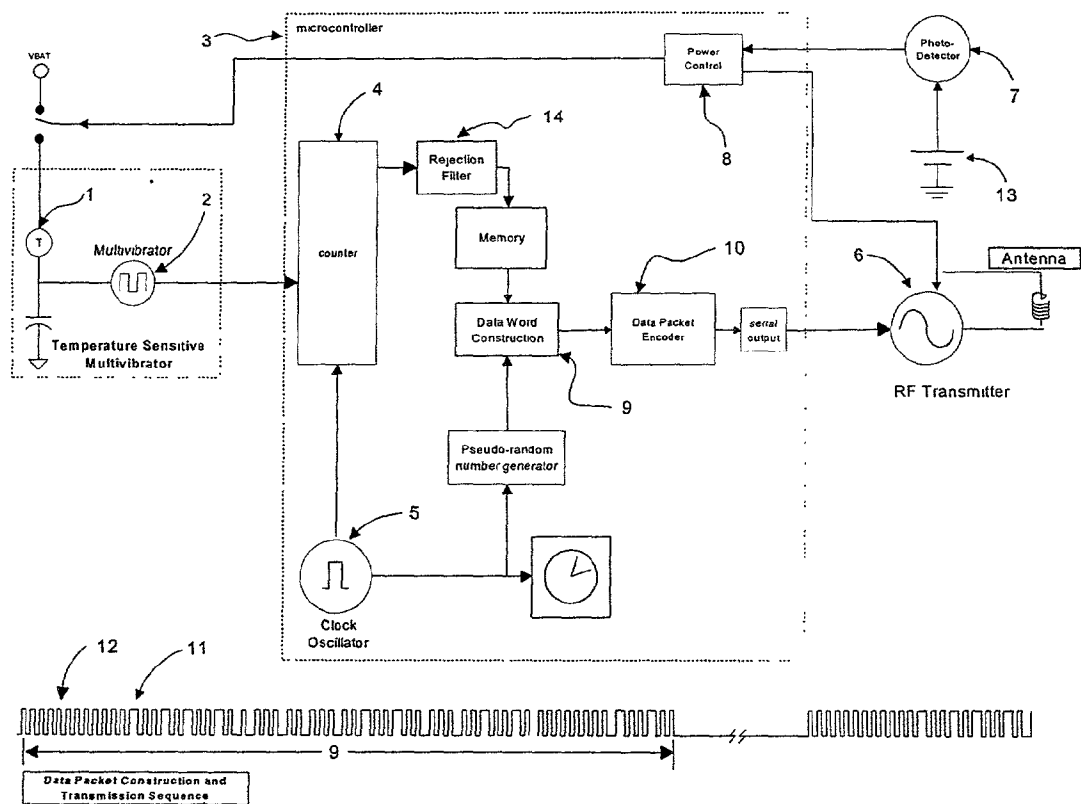 microcontroller
3
VBAT
Power
Control
Photo-
Detector
7
8
4
14
13
Rejection
Filter
1
2
T
Multivibrator
counter
Memory
10
6
Antenna
Data Word
Construction
Data Packet
Encoder
serial
output
Temperature Sensitive
Multivibrator
9
RF Transmitter
Pseudo-random
number generator
5
Clock
Oscillator
12
11
9
Data Packet Construction and
Transmission Sequence